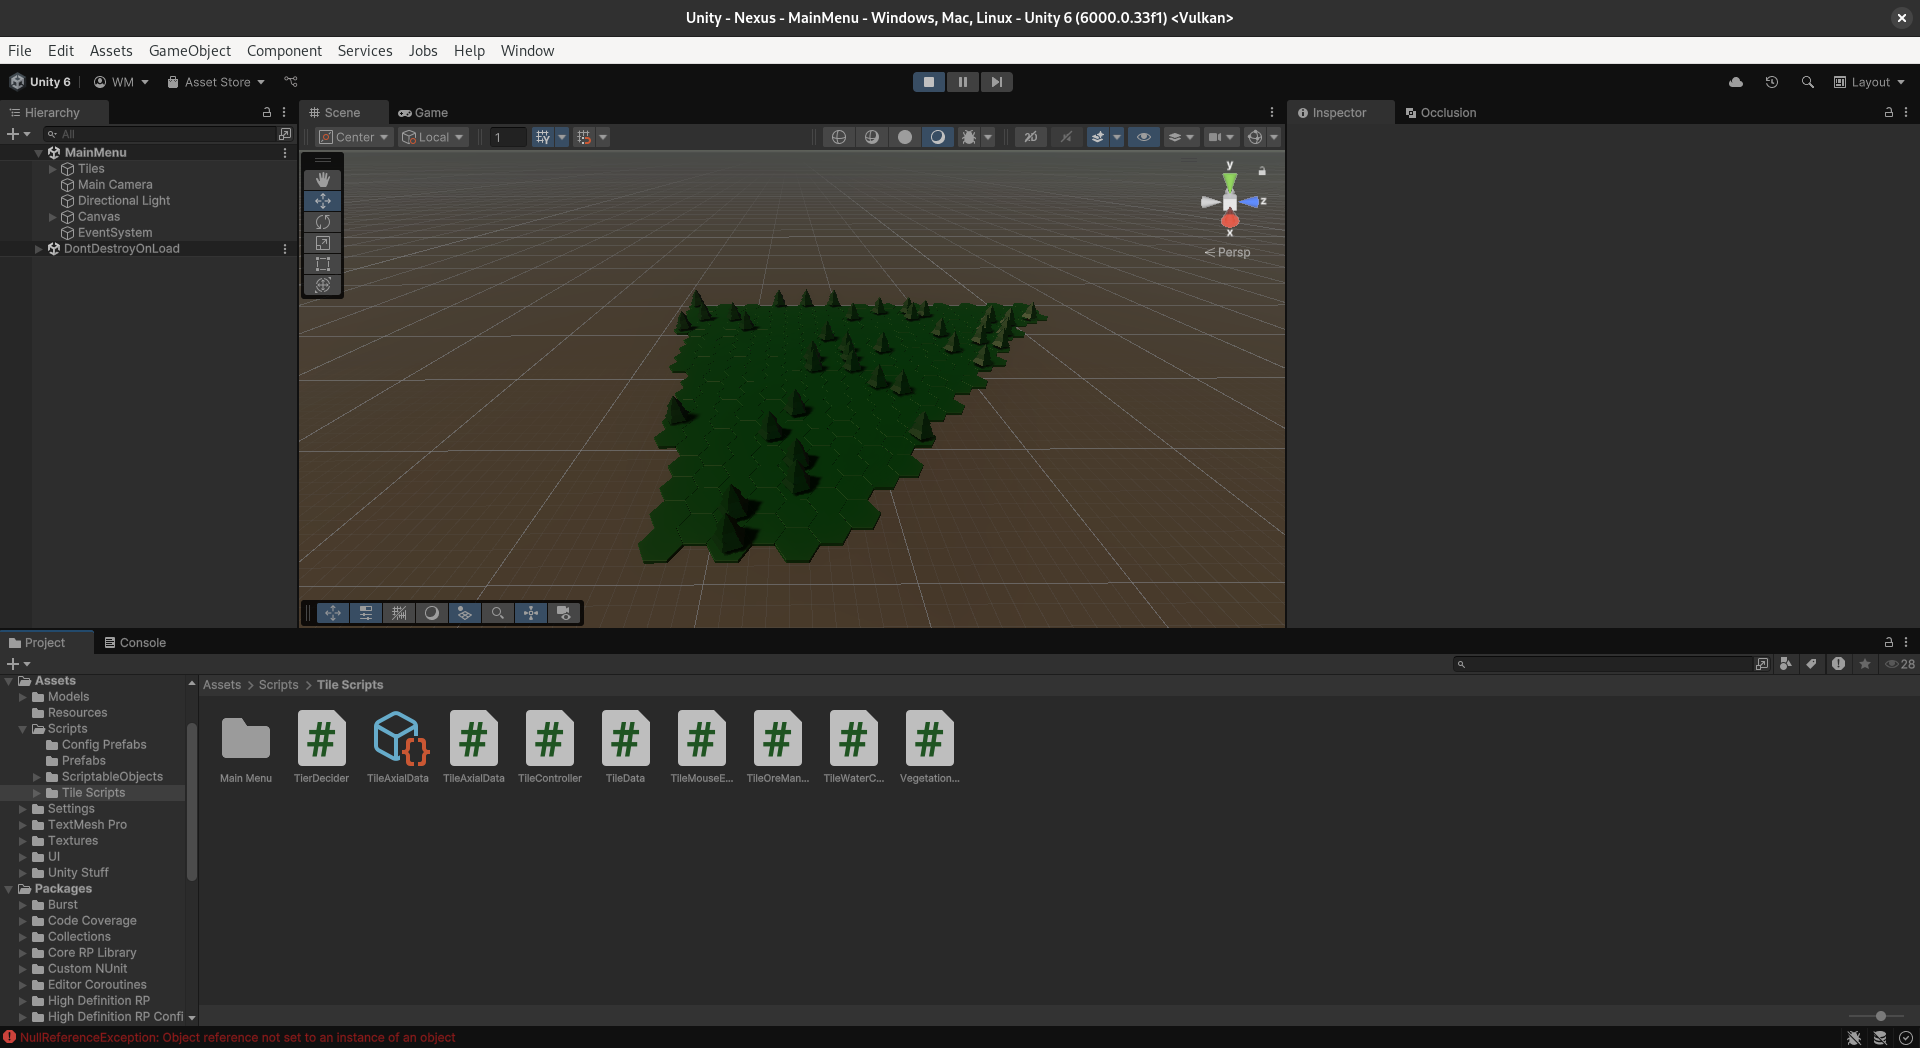 Unity - Nexus - MainMenu - Windows, Mac, Linux - Unity 6 (6000.0.33f1) <Vulkan>
File Edit Assets GameObject Component Services Jobs Help Window
Unity 6 WM Asset Store Layout
Hierarchy
All
MainMenu
Tiles
Main Camera
Directional Light
Canvas
EventSystem
DontDestroyOnLoad
Scene Game
Center Local 1 2D
y
z
x
< Persp
Inspector Occlusion
Project Console
28
Assets
Models
Resources
Scripts
Config Prefabs
Prefabs
ScriptableObjects
Tile Scripts
Settings
TextMesh Pro
Textures
UI
Unity Stuff
Packages
Burst
Code Coverage
Collections
Core RP Library
Custom NUnit
Editor Coroutines
High Definition RP
High Definition RP Confi
Assets > Scripts > Tile Scripts
Main Menu TierDecider TileAxialData TileAxialData TileController TileData TileMouseE... TileOreMan... TileWaterC... Vegetation...
NullReferenceException: Object reference not set to an instance of an object